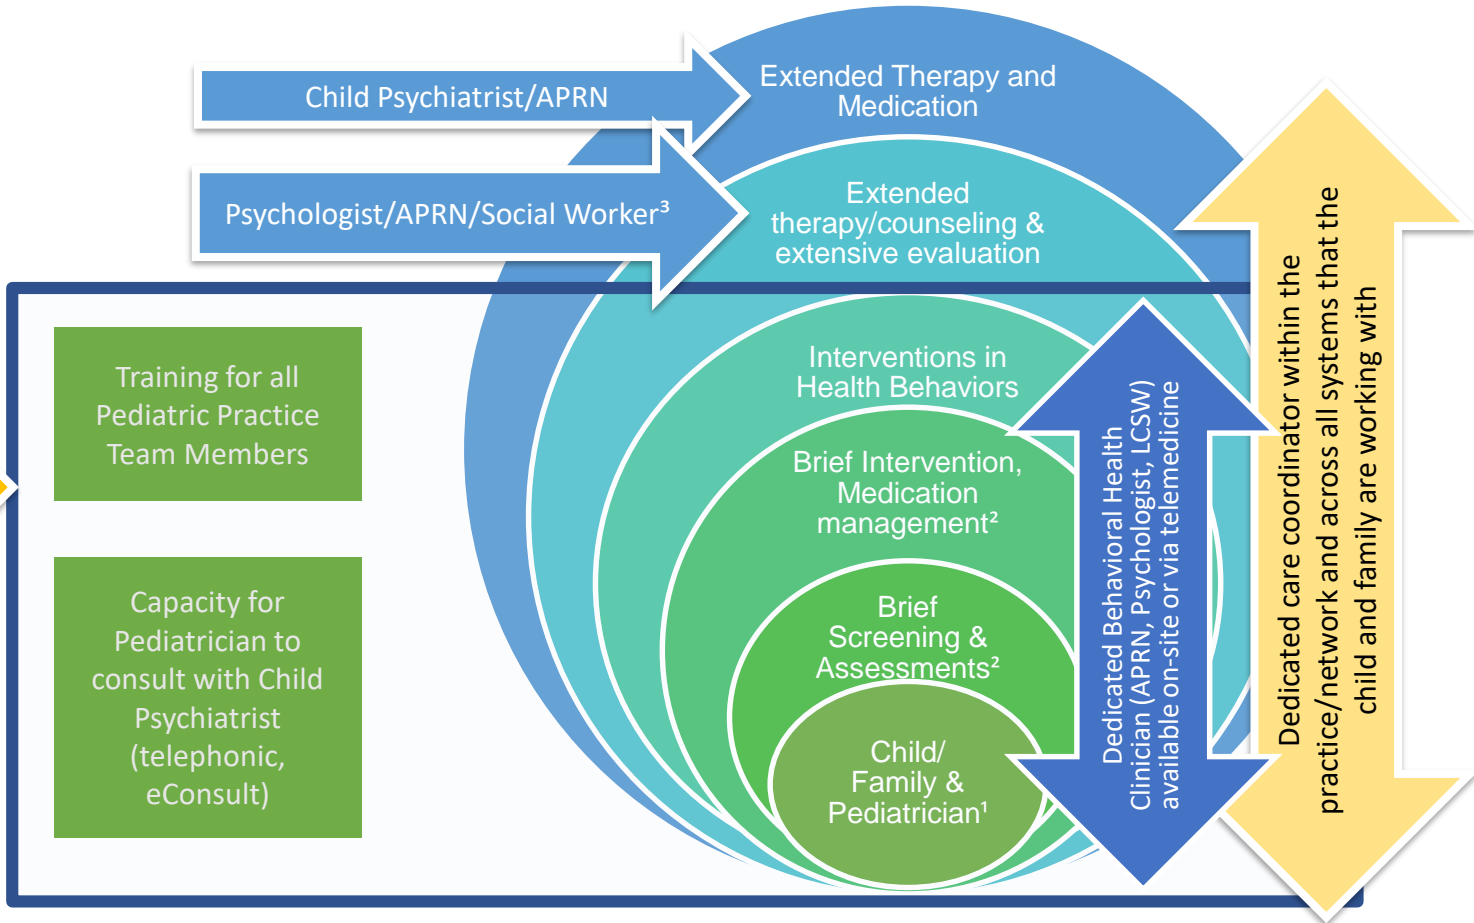 Child Psychiatrist/APRN
Extended Therapy and
Medication
Psychologist/APRN/Social Worker³
Extended
therapy/counseling &
extensive evaluation
Training for all
Pediatric Practice
Team Members
Capacity for
Pediatrician to
consult with Child
Psychiatrist
(telephonic,
eConsult)
Interventions in
Health Behaviors
Brief Intervention,
Medication
management²
Brief
Screening &
Assessments²
Child/
Family &
Pediatrician¹
Dedicated Behavioral Health
Clinician (APRN, Psychologist, LCSW)
available on-site or via telemedicine
Dedicated care coordinator within the
practice/network and across all systems that the
child and family are working with